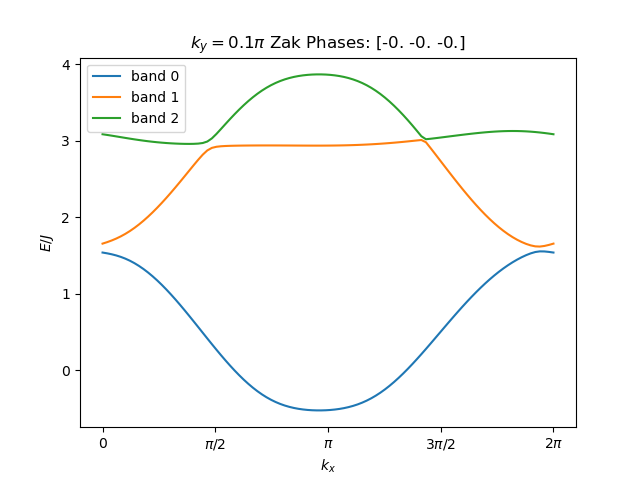 k_y = 0.1π Zak Phases: [-0. -0. -0.]
band 0
band 1
band 2
4
3
2
1
0
E/J
0 π/2 π 3π/2 2π
k_x